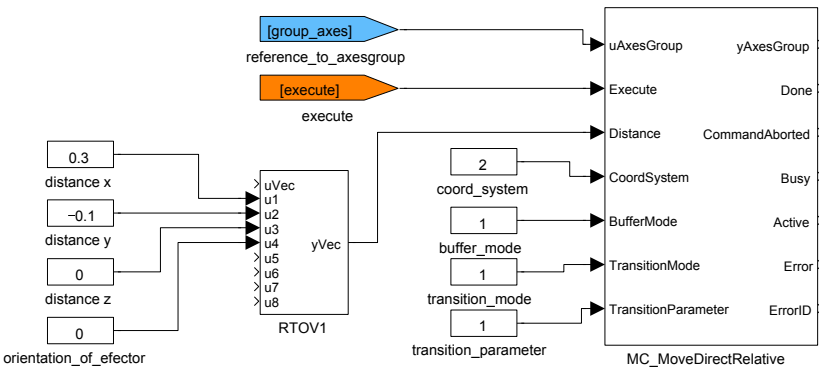 [group_axes]
reference_to_axesgroup
[execute]
execute
0.3
distance x
−0.1
distance y
0
distance z
0
orientation_of_efector
uVec
u1
u2
u3
u4
u5
u6
u7
u8
yVec
RTOV1
2
coord_system
1
buffer_mode
1
transition_mode
1
transition_parameter
uAxesGroup yAxesGroup
Execute Done
Distance CommandAborted
CoordSystem Busy
BufferMode Active
TransitionMode Error
TransitionParameter ErrorID
MC_MoveDirectRelative